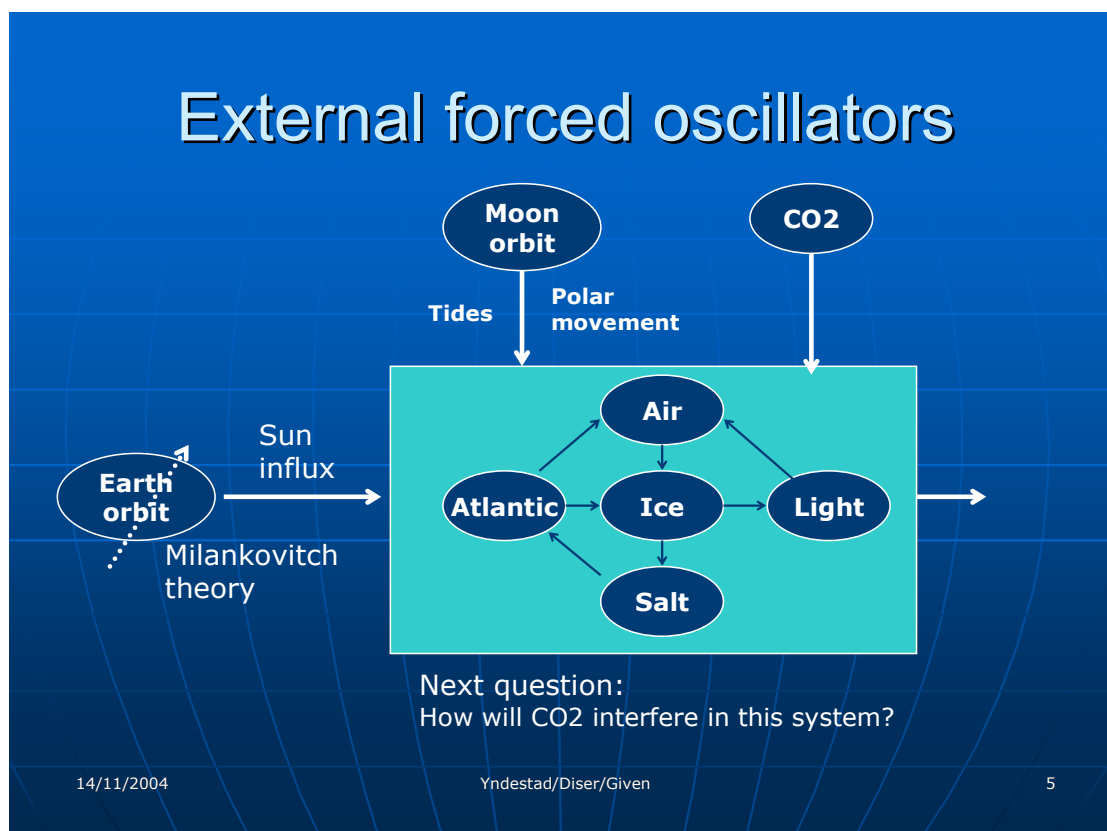 External forced oscillators
Moon
orbit
CO2
Tides
Polar
movement
Air
Sun
influx
Earth
orbit
Atlantic
Ice
Light
Milankovitch
theory
Salt
Next question:
How will CO2 interfere in this system?
14/11/2004
Yndestad/Diser/Given
5